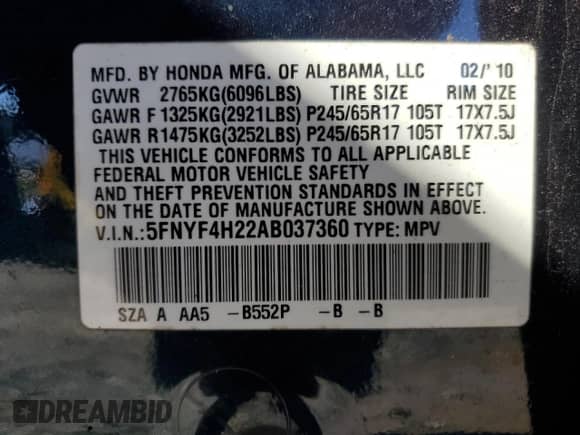 MFD. BY HONDA MFG. OF ALABAMA, LLC 02/'10
GVWR 2765KG(6096LBS) TIRE SIZE RIM SIZE
GAWR F 1325KG(2921LBS) P245/65R17 105T 17X7.5J
GAWR R1475KG(3252LBS) P245/65R17 105T 17X7.5J
THIS VEHICLE CONFORMS TO ALL APPLICABLE
FEDERAL MOTOR VEHICLE SAFETY
AND THEFT PREVENTION STANDARDS IN EFFECT
ON THE DATE OF MANUFACTURE SHOWN ABOVE.
V.I.N.:5FNYF4H22AB037360 TYPE: MPV
SZA A AA5 -B552P -B -B
DREAMBID